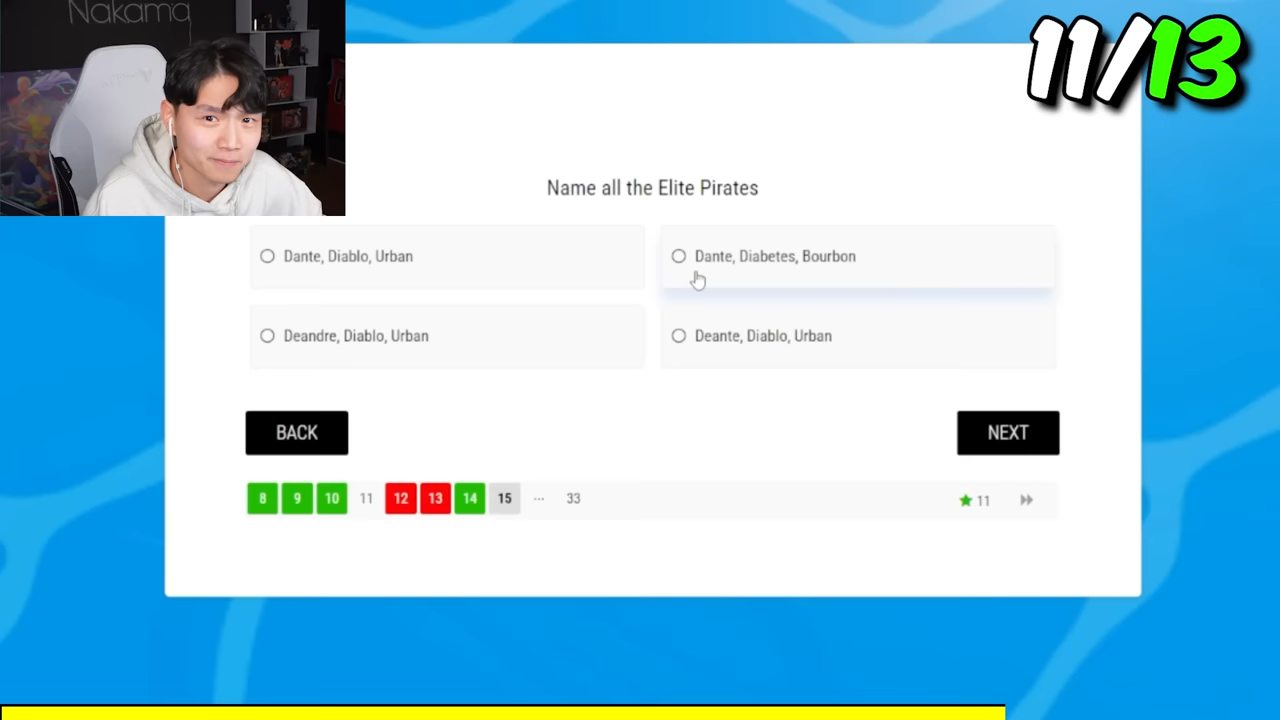 Nakama
11/13
Name all the Elite Pirates
Dante, Diablo, Urban
Dante, Diabetes, Bourbon
Deandre, Diablo, Urban
Deante, Diablo, Urban
BACK
NEXT
8 9 10 11 12 13 14 15 ... 33
11